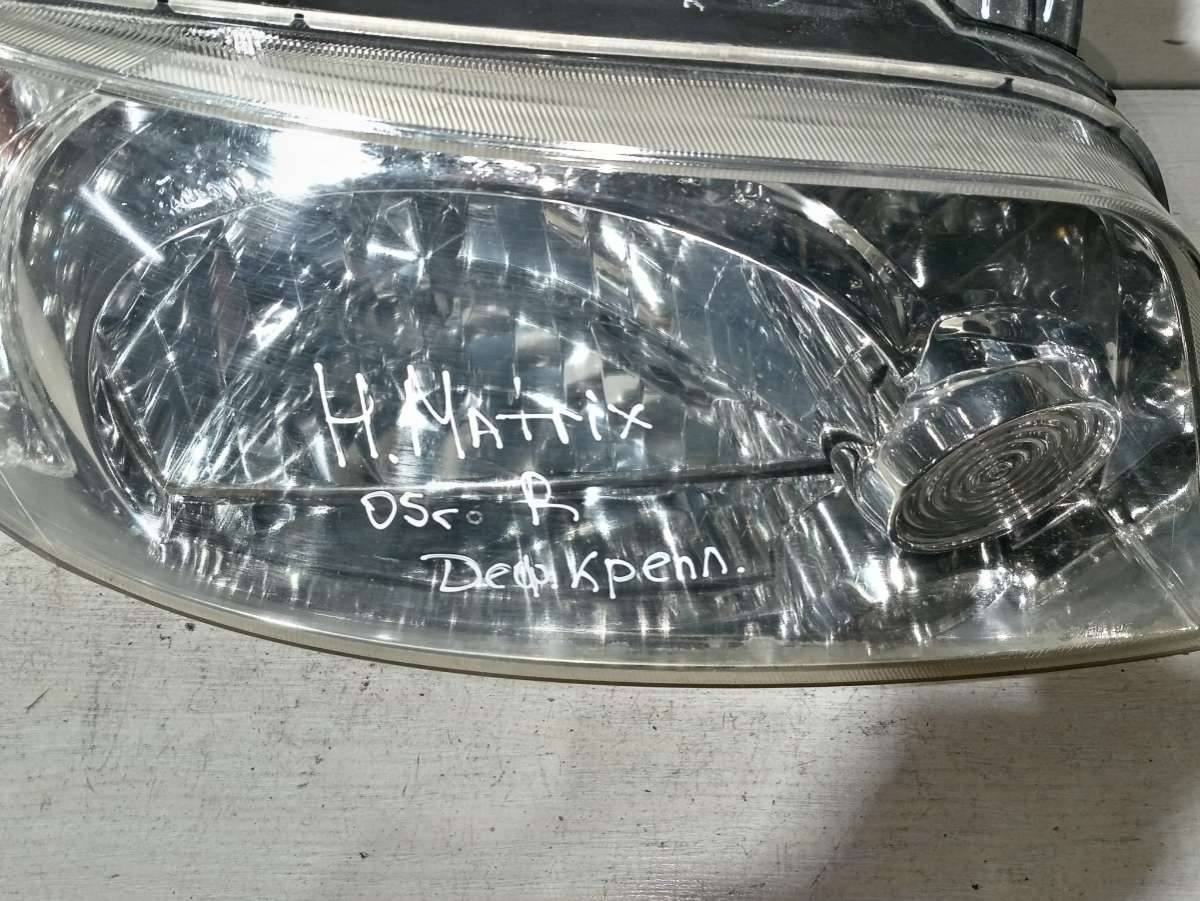 H. Matrix
05г. R
Деф. Крепл.